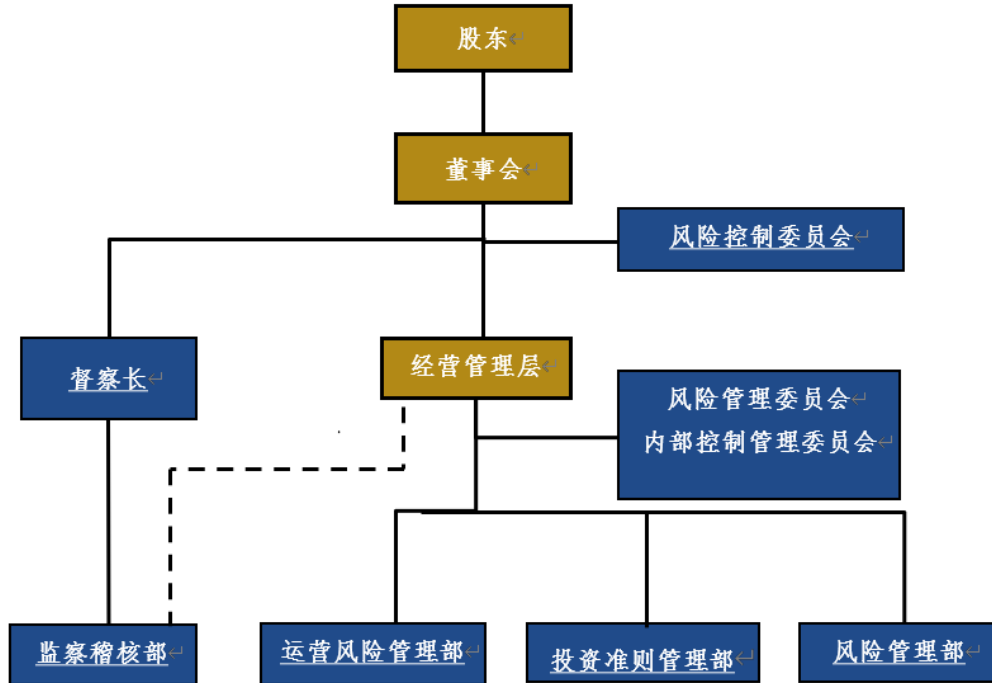 股东
董事会
风险控制委员会
督察长
经营管理层
风险管理委员会
内部控制管理委员会
监察稽核部
运营风险管理部
投资准则管理部
风险管理部